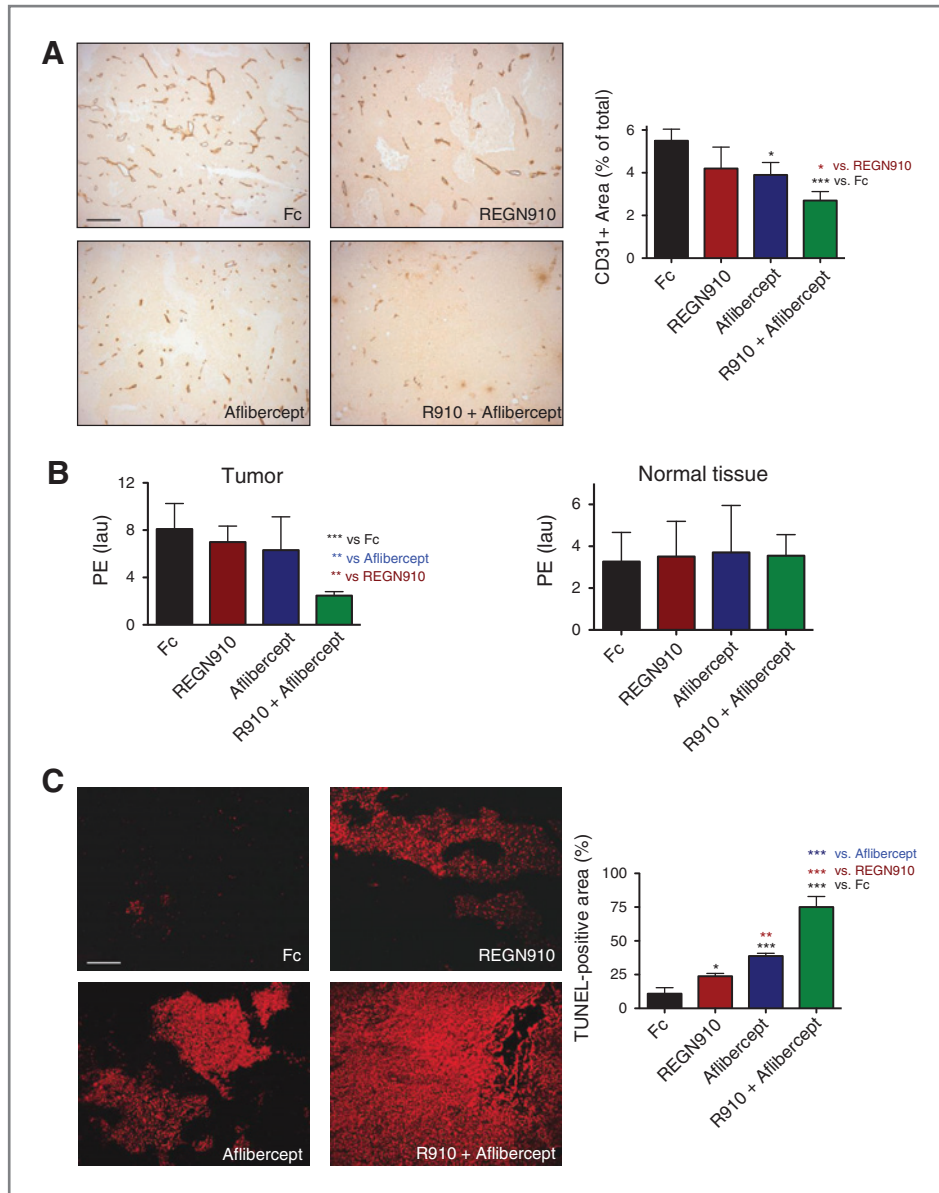 A
Fc
REGN910
Aflibercept
R910 + Aflibercept
CD31+ Area (% of total)
6
4
2
0
*
* vs. REGN910
*** vs. Fc
Fc
REGN910
Aflibercept
R910 + Aflibercept
B
Tumor
PE (lau)
12
8
4
0
*** vs Fc
** vs Aflibercept
** vs REGN910
Fc
REGN910
Aflibercept
R910 + Aflibercept
Normal tissue
PE (lau)
6
4
2
0
Fc
REGN910
Aflibercept
R910 + Aflibercept
C
Fc
REGN910
Aflibercept
R910 + Aflibercept
TUNEL-positive area (%)
100
75
50
25
0
*
**
***
*** vs. Aflibercept
*** vs. REGN910
*** vs. Fc
Fc
REGN910
Aflibercept
R910 + Aflibercept